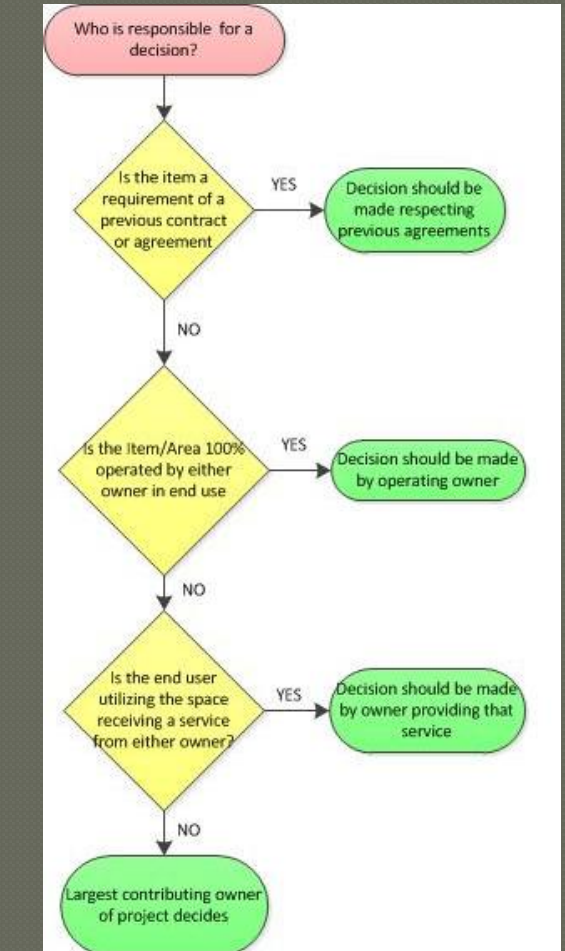 Who is responsible for a
decision?
Is the item a
requirement of a
previous contract
or agreement
YES
Decision should be
made respecting
previous agreements
NO
Is the Item/Area 100%
operated by either
owner in end use
YES
Decision should be made
by operating owner
NO
Is the end user
utilizing the space
receiving a service
from either owner?
YES
Decision should be made
by owner providing that
service
NO
Largest contributing owner
of project decides